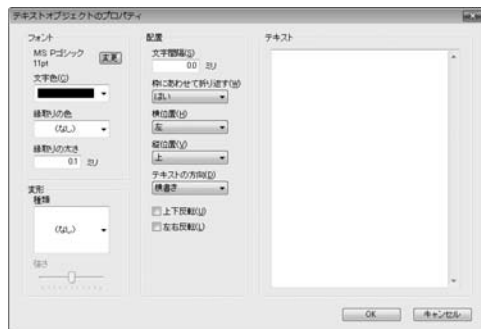 テキストオブジェクトのプロパティ
フォント
MS Pゴシック
11pt
変更
文字色(C)
縁取りの色
(なし)
縁取りの太さ
0.1 ミリ
変形
種類
(なし)
強さ
配置
文字間隔(S)
0.0 ミリ
枠にあわせて折り返す(W)
はい
横位置(H)
左
縦位置(V)
上
テキストの方向(D)
横書き
上下反転(U)
左右反転(L)
テキスト
OK
キャンセル